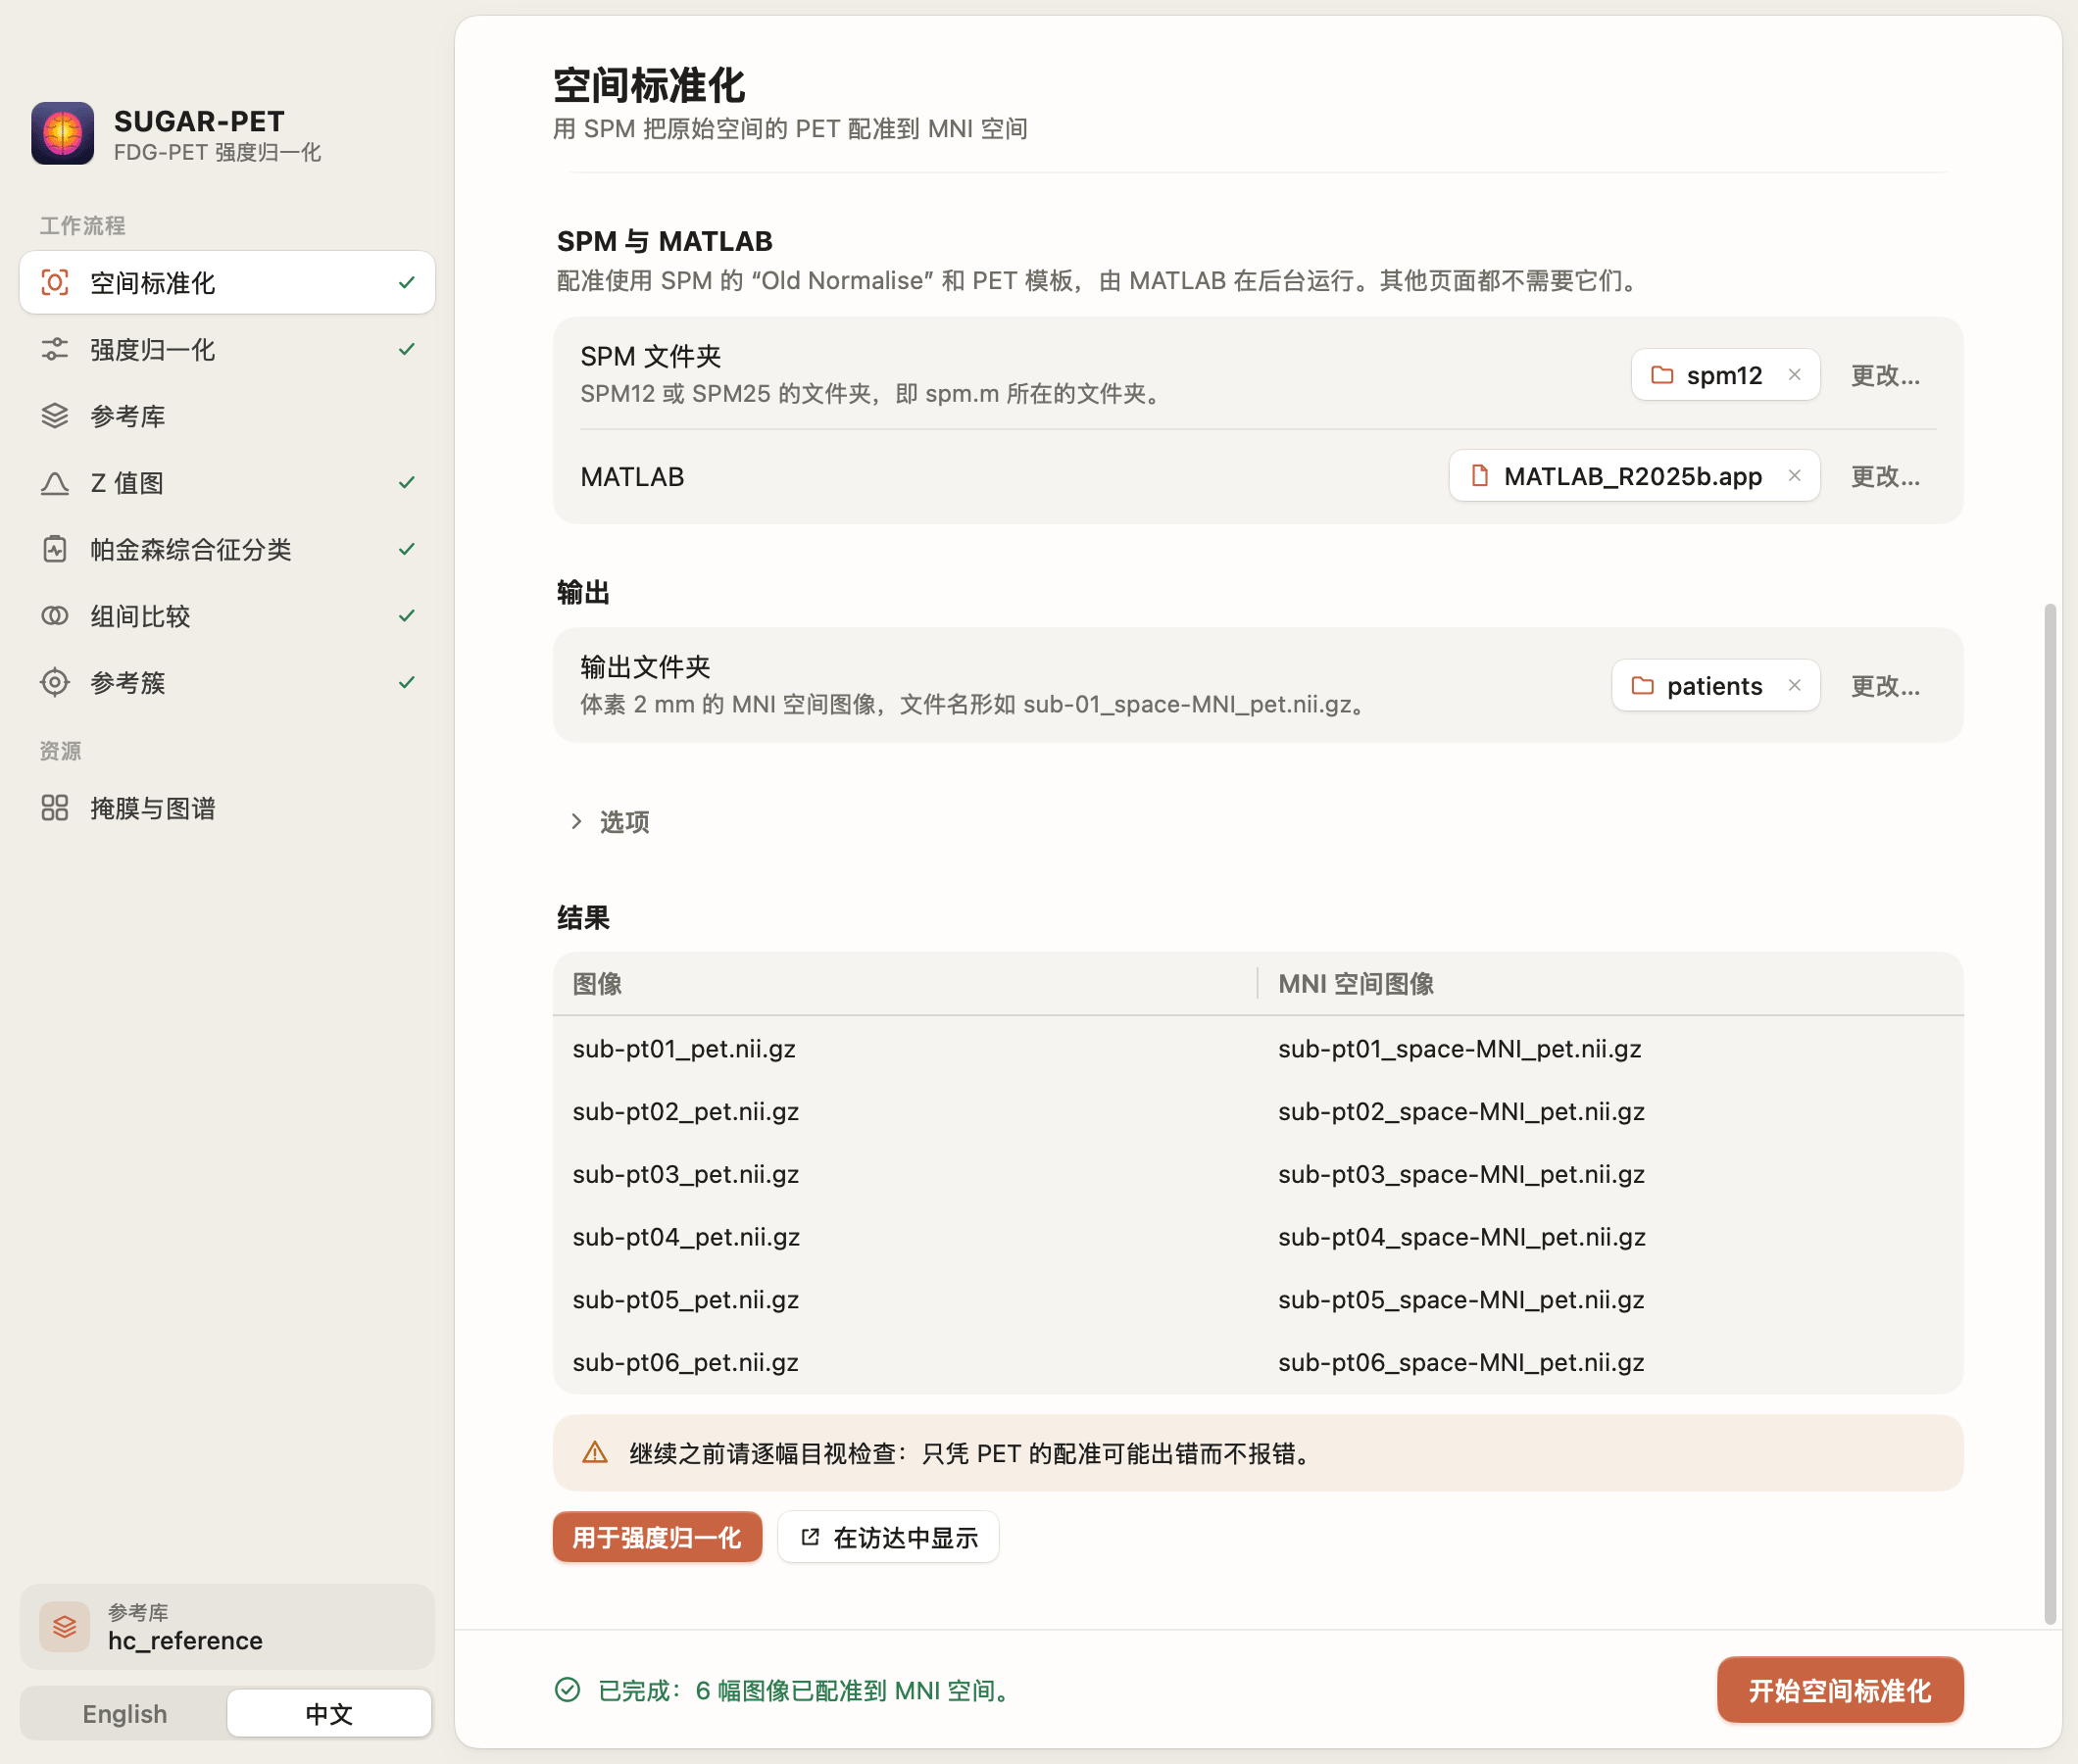 SUGAR-PET
FDG-PET 强度归一化
工作流程
空间标准化
强度归一化
参考库
Z 值图
帕金森综合征分类
组间比较
参考簇
资源
掩膜与图谱
参考库
hc_reference
English
中文
空间标准化
用 SPM 把原始空间的 PET 配准到 MNI 空间
SPM 与 MATLAB
配准使用 SPM 的 “Old Normalise” 和 PET 模板，由 MATLAB 在后台运行。其他页面都不需要它们。
SPM 文件夹
SPM12 或 SPM25 的文件夹，即 spm.m 所在的文件夹。
spm12
更改...
MATLAB
MATLAB_R2025b.app
更改...
输出
输出文件夹
体素 2 mm 的 MNI 空间图像，文件名形如 sub-01_space-MNI_pet.nii.gz。
patients
更改...
选项
结果
图像 MNI 空间图像
sub-pt01_pet.nii.gz sub-pt01_space-MNI_pet.nii.gz
sub-pt02_pet.nii.gz sub-pt02_space-MNI_pet.nii.gz
sub-pt03_pet.nii.gz sub-pt03_space-MNI_pet.nii.gz
sub-pt04_pet.nii.gz sub-pt04_space-MNI_pet.nii.gz
sub-pt05_pet.nii.gz sub-pt05_space-MNI_pet.nii.gz
sub-pt06_pet.nii.gz sub-pt06_space-MNI_pet.nii.gz
继续之前请逐幅目视检查：只凭 PET 的配准可能出错而不报错。
用于强度归一化
在访达中显示
已完成：6 幅图像已配准到 MNI 空间。
开始空间标准化